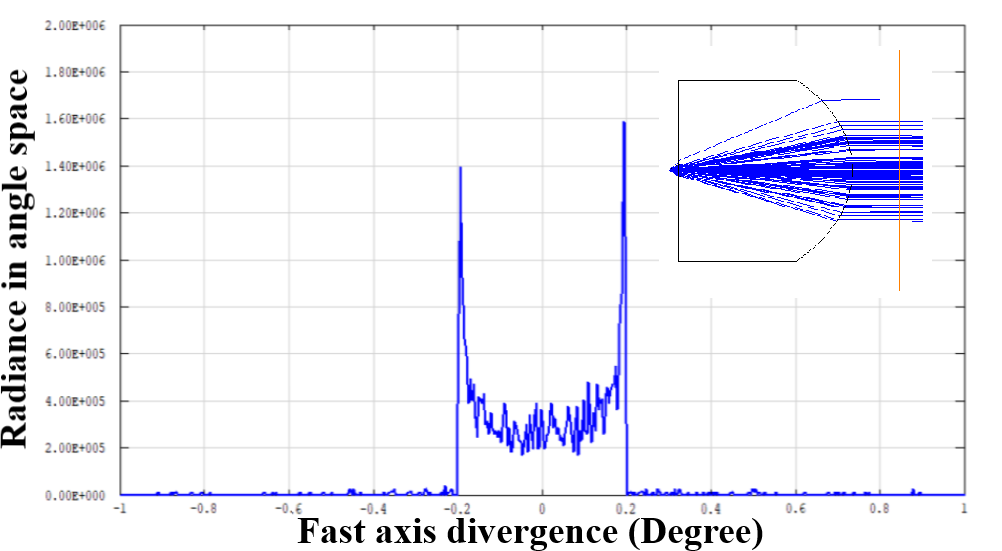 Radiance in angle space
2.00E+006
1.80E+006
1.60E+006
1.40E+006
1.20E+006
1.00E+006
8.00E+005
6.00E+005
4.00E+005
2.00E+005
0.00E+000
-1 -0.8 -0.6 -0.4 -0.2 0 0.2 0.4 0.6 0.8 1
Fast axis divergence (Degree)